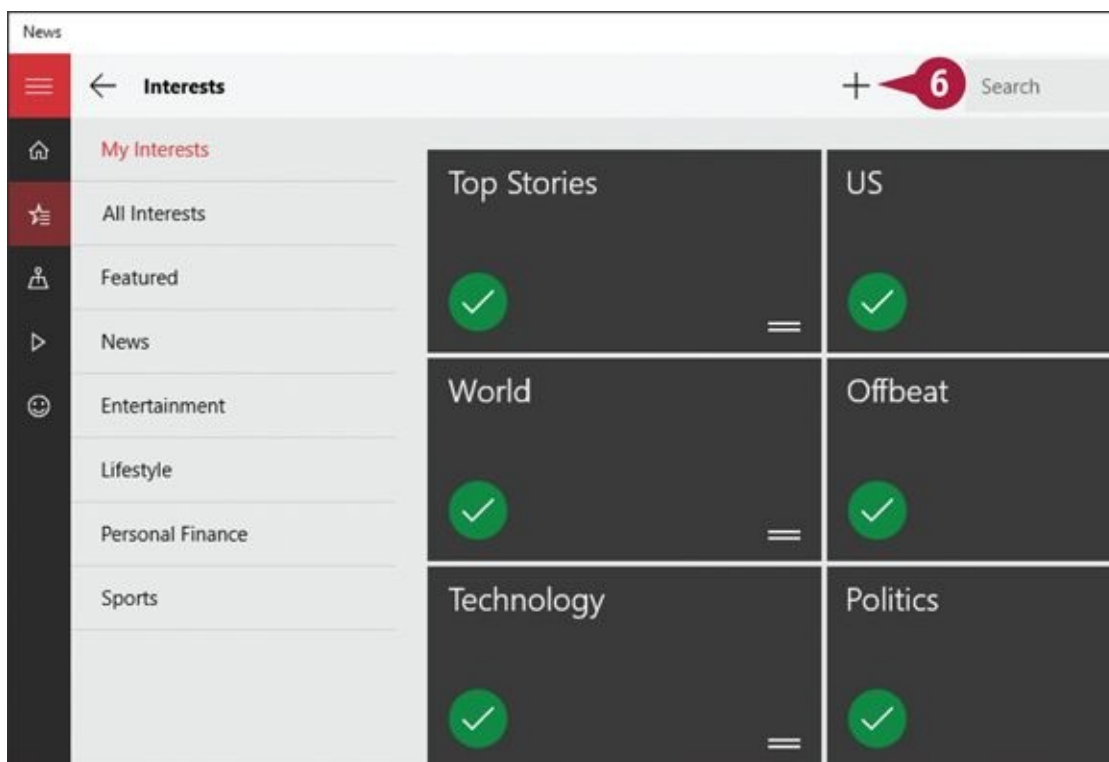 News
Interests
6
Search
My Interests
All Interests
Featured
News
Entertainment
Lifestyle
Personal Finance
Sports
Top Stories
US
World
Offbeat
Technology
Politics